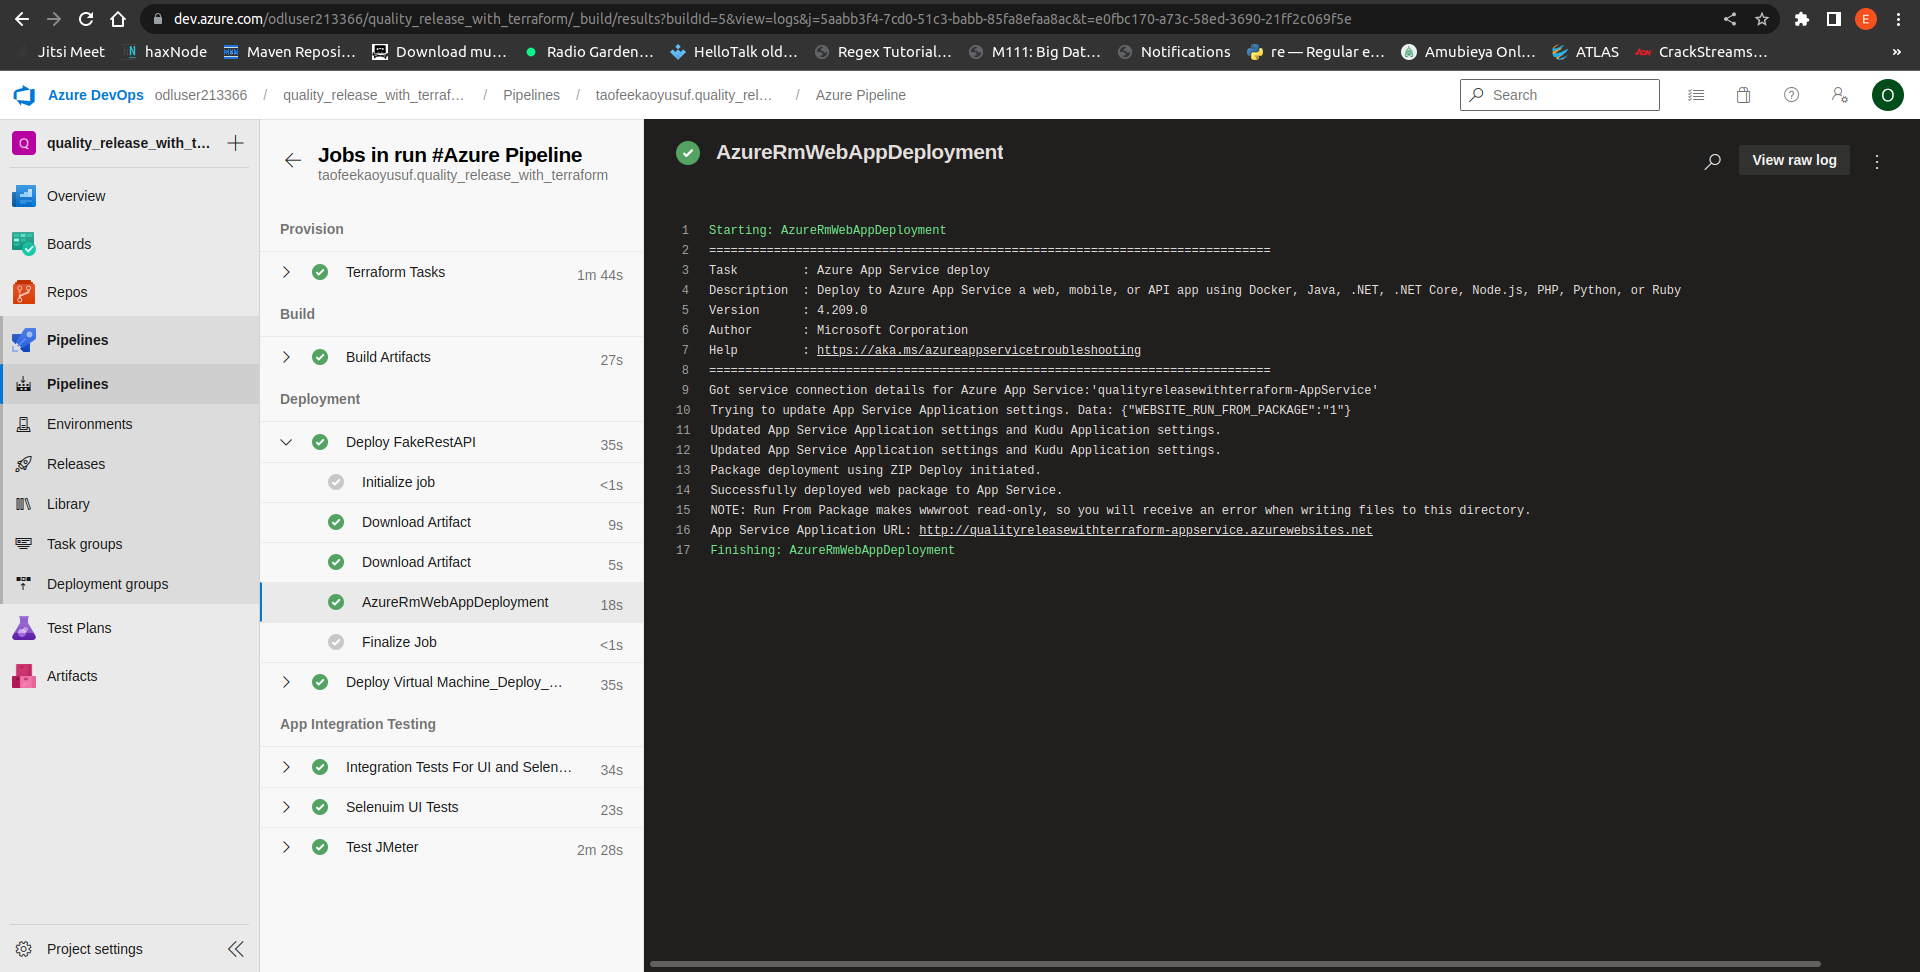 dev.azure.com/odluser213366/quality_release_with_terraform/_build/results?buildId=5&view=logs&j=5aabb3f4-7cd0-51c3-babb-85fa8efaa8ac&t=e0fbc170-a73c-58ed-3690-21ff2c069f5e
E
Jitsi Meet haxNode Maven Reposi... Download mu... Radio Garden... HelloTalk old... Regex Tutorial... M111: Big Dat... Notifications re — Regular e... Amubieya Onl... ATLAS CrackStreams... »
Azure DevOps odluser213366 / quality_release_with_terraf... / Pipelines / taofeekaoyusuf.quality_rel... / Azure Pipeline
Search
O
Q quality_release_with_t...
Overview
Boards
Repos
Pipelines
Pipelines
Environments
Releases
Library
Task groups
Deployment groups
Test Plans
Artifacts
Project settings
Jobs in run #Azure Pipeline
taofeekaoyusuf.quality_release_with_terraform
Provision
Terraform Tasks 1m 44s
Build
Build Artifacts 27s
Deployment
Deploy FakeRestAPI 35s
Initialize job <1s
Download Artifact 9s
Download Artifact 5s
AzureRmWebAppDeployment 18s
Finalize Job <1s
Deploy Virtual Machine_Deploy_... 35s
App Integration Testing
Integration Tests For UI and Selen... 34s
Selenuim UI Tests 23s
Test JMeter 2m 28s
AzureRmWebAppDeployment
View raw log
1 Starting: AzureRmWebAppDeployment
2 ==============================================================================
3 Task : Azure App Service deploy
4 Description : Deploy to Azure App Service a web, mobile, or API app using Docker, Java, .NET, .NET Core, Node.js, PHP, Python, or Ruby
5 Version : 4.209.0
6 Author : Microsoft Corporation
7 Help : https://aka.ms/azureappservicetroubleshooting
8 ==============================================================================
9 Got service connection details for Azure App Service:'qualityreleasewithterraform-AppService'
10 Trying to update App Service Application settings. Data: {"WEBSITE_RUN_FROM_PACKAGE":"1"}
11 Updated App Service Application settings and Kudu Application settings.
12 Updated App Service Application settings and Kudu Application settings.
13 Package deployment using ZIP Deploy initiated.
14 Successfully deployed web package to App Service.
15 NOTE: Run From Package makes wwwroot read-only, so you will receive an error when writing files to this directory.
16 App Service Application URL: http://qualityreleasewithterraform-appservice.azurewebsites.net
17 Finishing: AzureRmWebAppDeployment